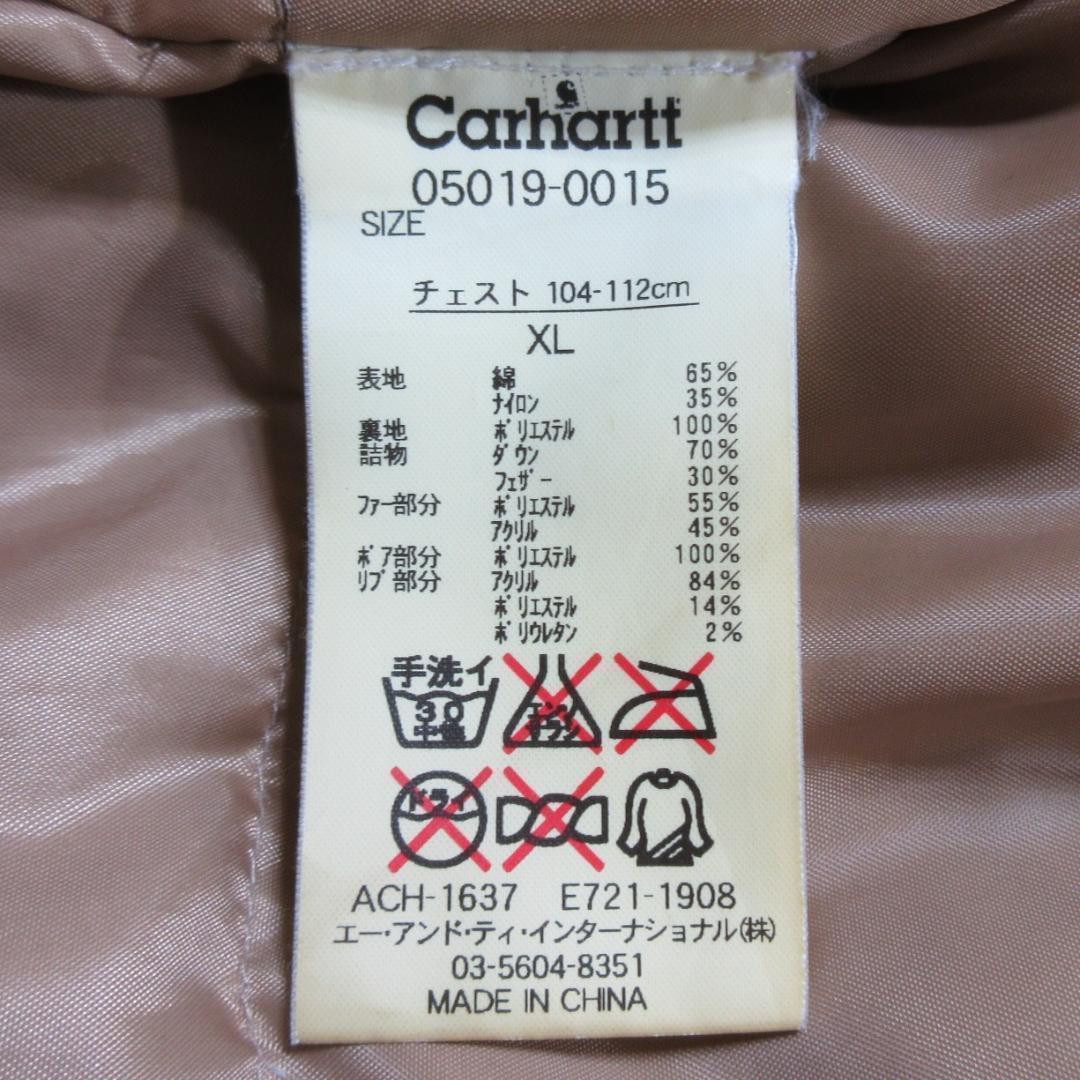 Carhartt
05019-0015
SIZE
チェスト 104-112cm
XL
表地 綿 65%
ナイロン 35%
裏地 ポリエステル 100%
詰物 ダウン 70%
フェザー 30%
ファー部分 ポリエステル 55%
アクリル 45%
ボア部分 ポリエステル 100%
リブ部分 アクリル 84%
ポリエステル 14%
ポリウレタン 2%
手洗イ
30
中性
エンソ
サラシ
ドライ
ACH-1637 E721-1908
エー・アンド・ティ・インターナショナル(株)
03-5604-8351
MADE IN CHINA